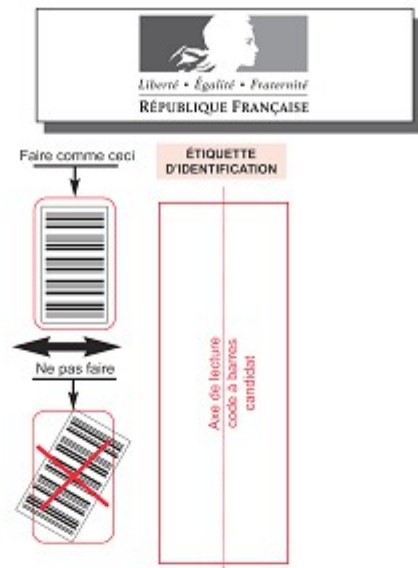 Liberté • Égalité • Fraternité
RÉPUBLIQUE FRANÇAISE
Faire comme ceci
ÉTIQUETTE
D'IDENTIFICATION
Axe de lecture
code à barres
candidat
Ne pas faire